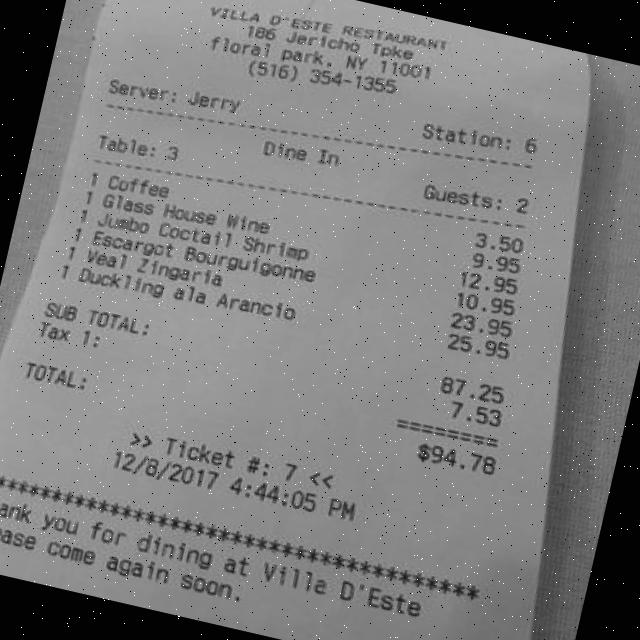 VILLA D'ESTE RESTAURANT
186 Jericho Tpke
floral park, NY 11001
(516) 354-1355
Server: Jerry Station: 6
Table: 3 Dine In Guests: 2
1 Coffee 3.50
1 Glass House Wine 9.95
1 Jumbo Coctail Shrimp 12.95
1 Escargot Bourguigonne 10.95
1 Veal Zingaria 23.95
1 Duckling ala Arancio 25.95
SUB TOTAL: 87.25
Tax 1: 7.53
========
TOTAL: $94.78
>> Ticket #: 7 <<
12/8/2017 4:44:05 PM
****************************************
ank you for dining at Villa D'Este
ease come again soon.